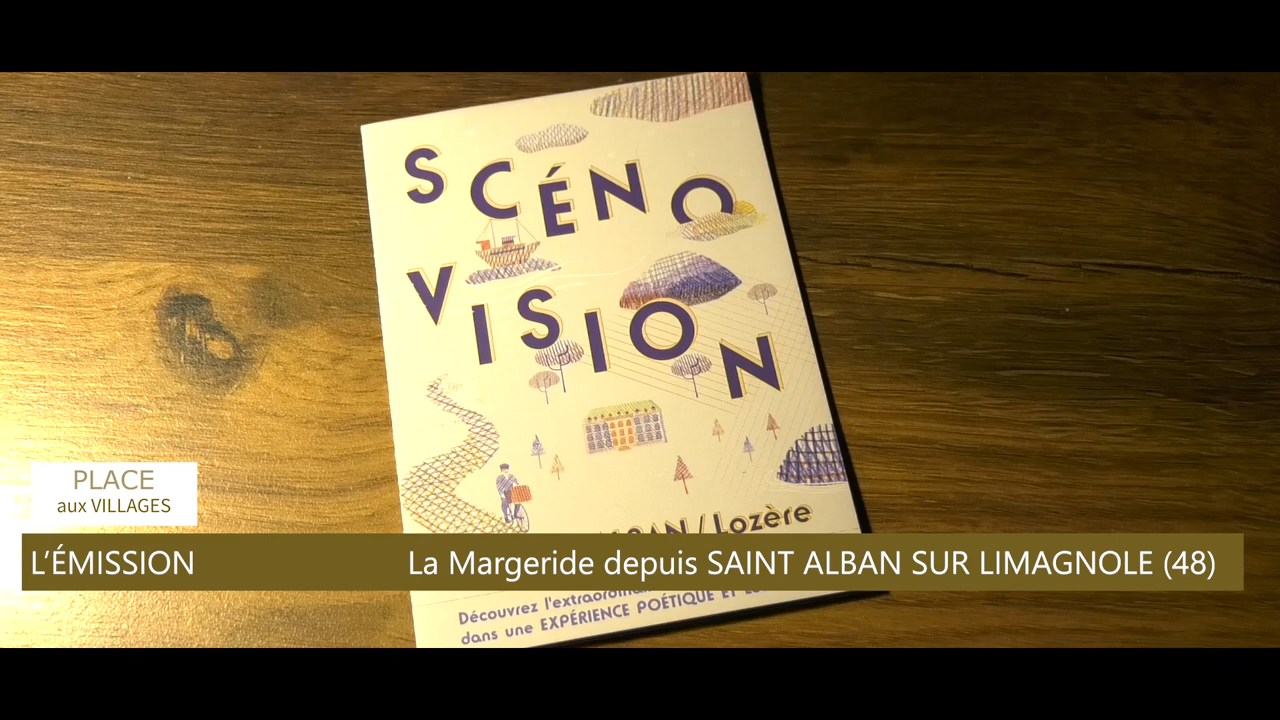 SCÉNO
VISION
/ Lozère
PLACE
aux VILLAGES
L'ÉMISSION
La Margeride depuis SAINT ALBAN SUR LIMAGNOLE (48)
Découvrez
dans une EXPÉRIENCE POÉTIQUE ET